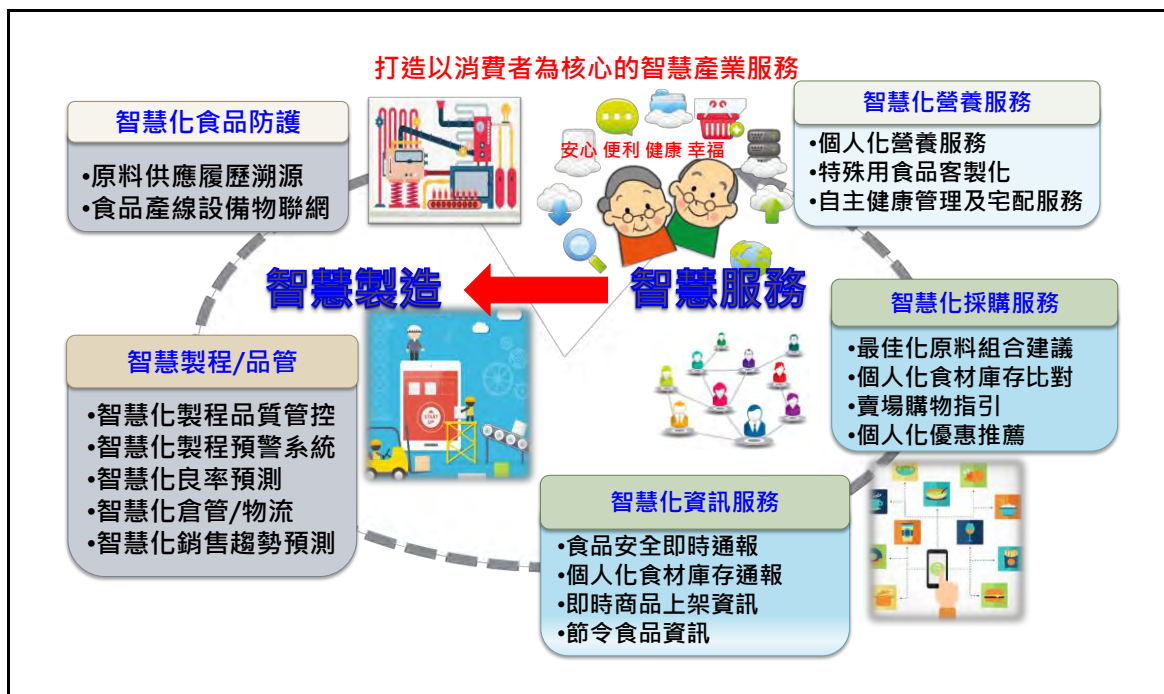 打造以消費者為核心的智慧產業服務
智慧化食品防護
•原料供應履歷溯源
•食品產線設備物聯網
安心 便利 健康 幸福
智慧化營養服務
•個人化營養服務
•特殊用食品客製化
•自主健康管理及宅配服務
智慧製造
智慧服務
智慧化採購服務
•最佳化原料組合建議
•個人化食材庫存比對
•賣場購物指引
•個人化優惠推薦
智慧製程/品管
•智慧化製程品質管控
•智慧化製程預警系統
•智慧化良率預測
•智慧化倉管/物流
•智慧化銷售趨勢預測
START
UP
智慧化資訊服務
•食品安全即時通報
•個人化食材庫存通報
•即時商品上架資訊
•節令食品資訊